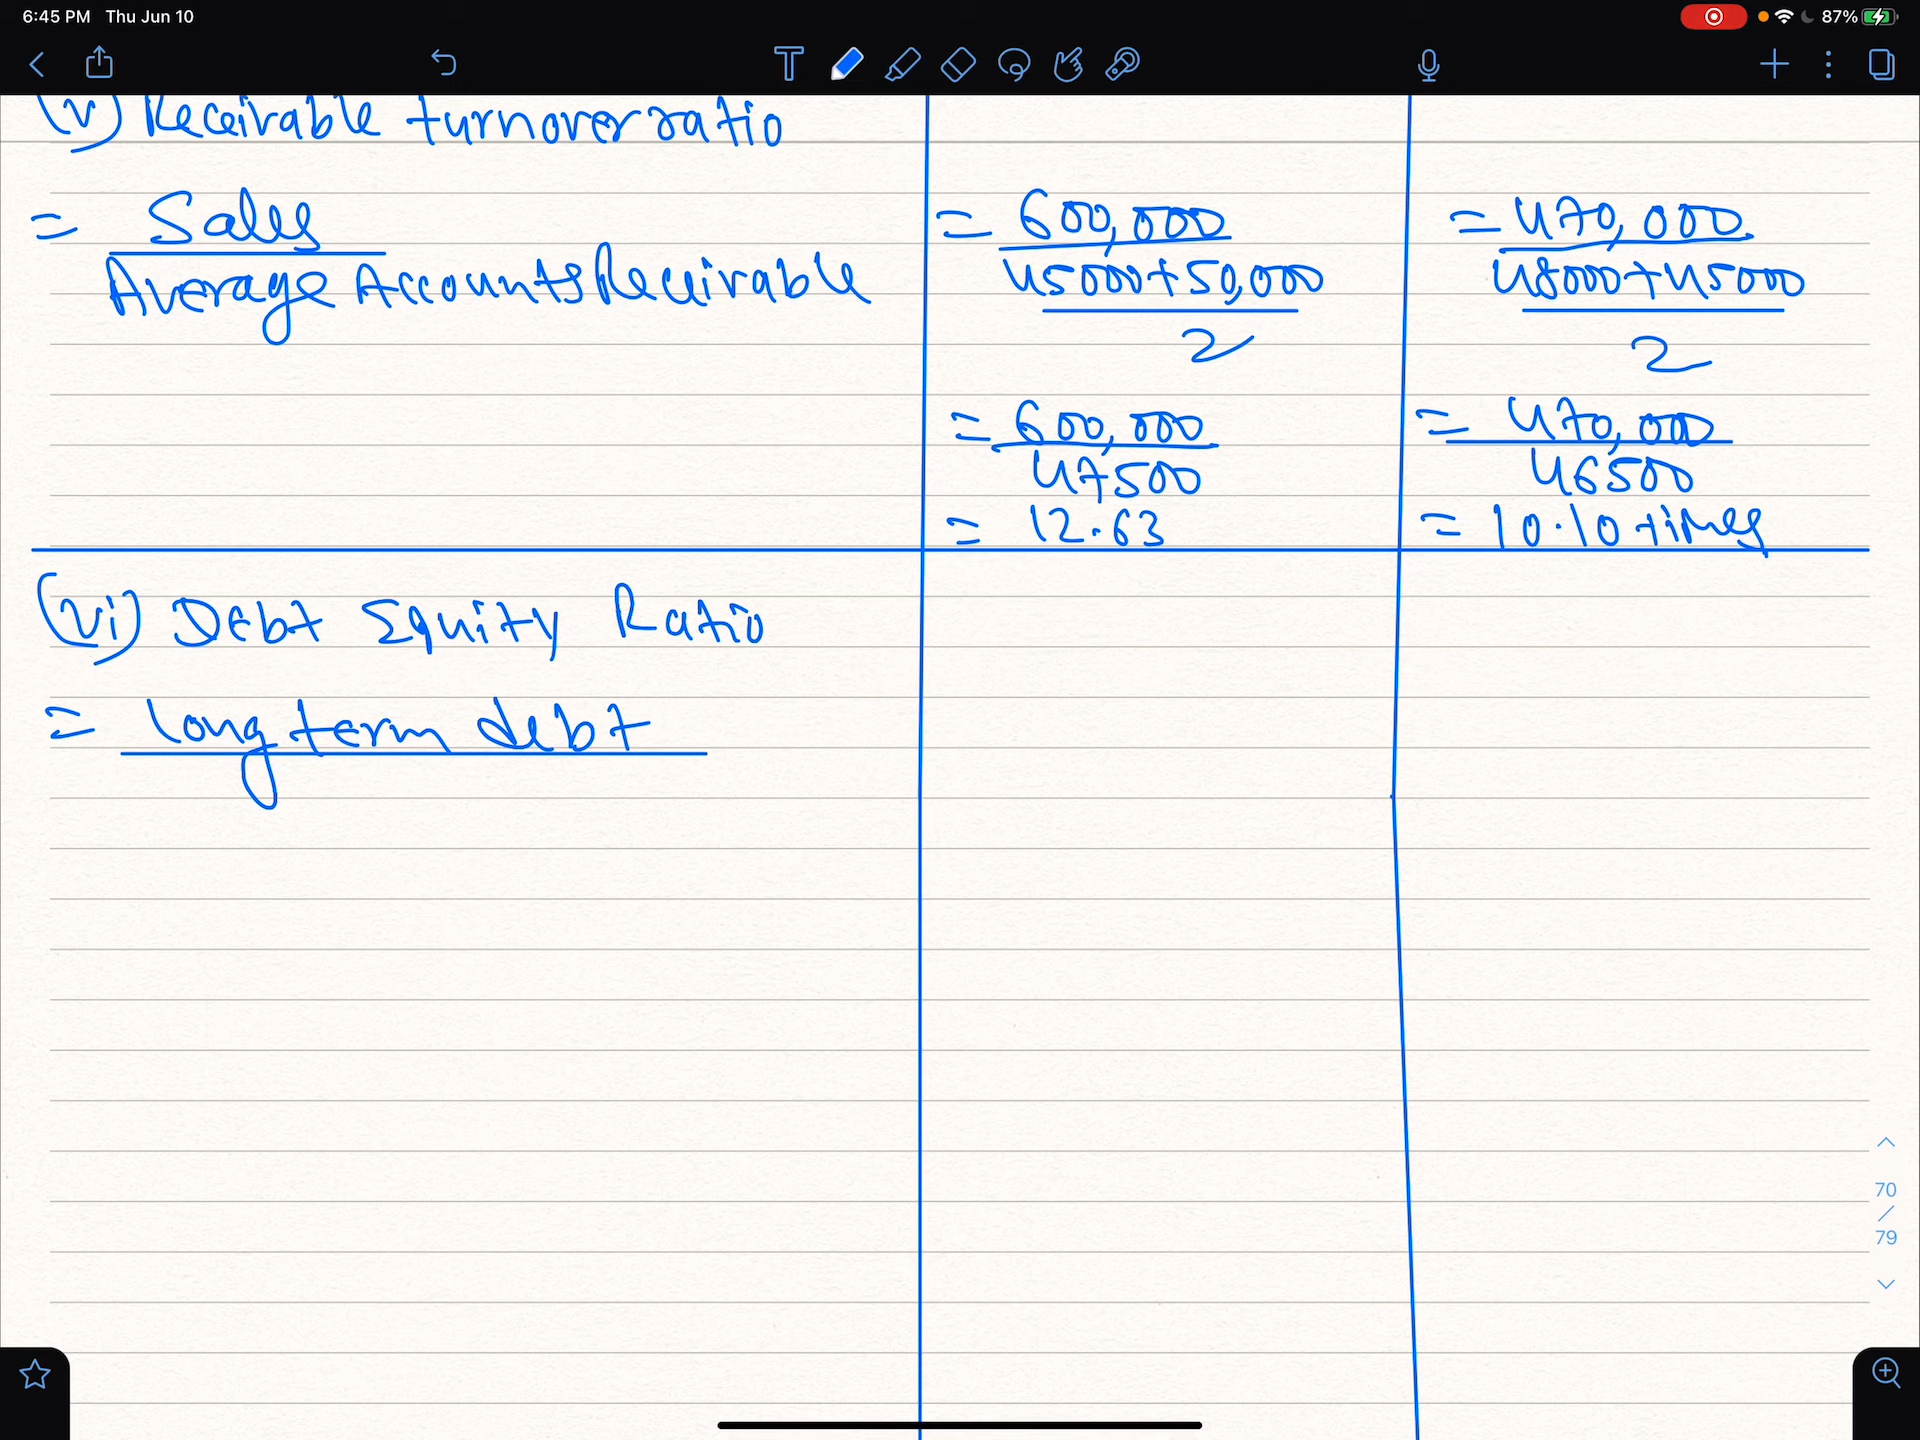 6:45 PM Thu Jun 10
87%
T
(v) Receivable turnover ratio
= Sales
Average Accounts Receivable
= 600,000
45000+50,000
2
= 600,000
47500
= 12.63
= 470,000
48000+45000
2
= 470,000
46500
= 10.10 times
(vi) Debt Equity Ratio
= long term debt
70
/
79